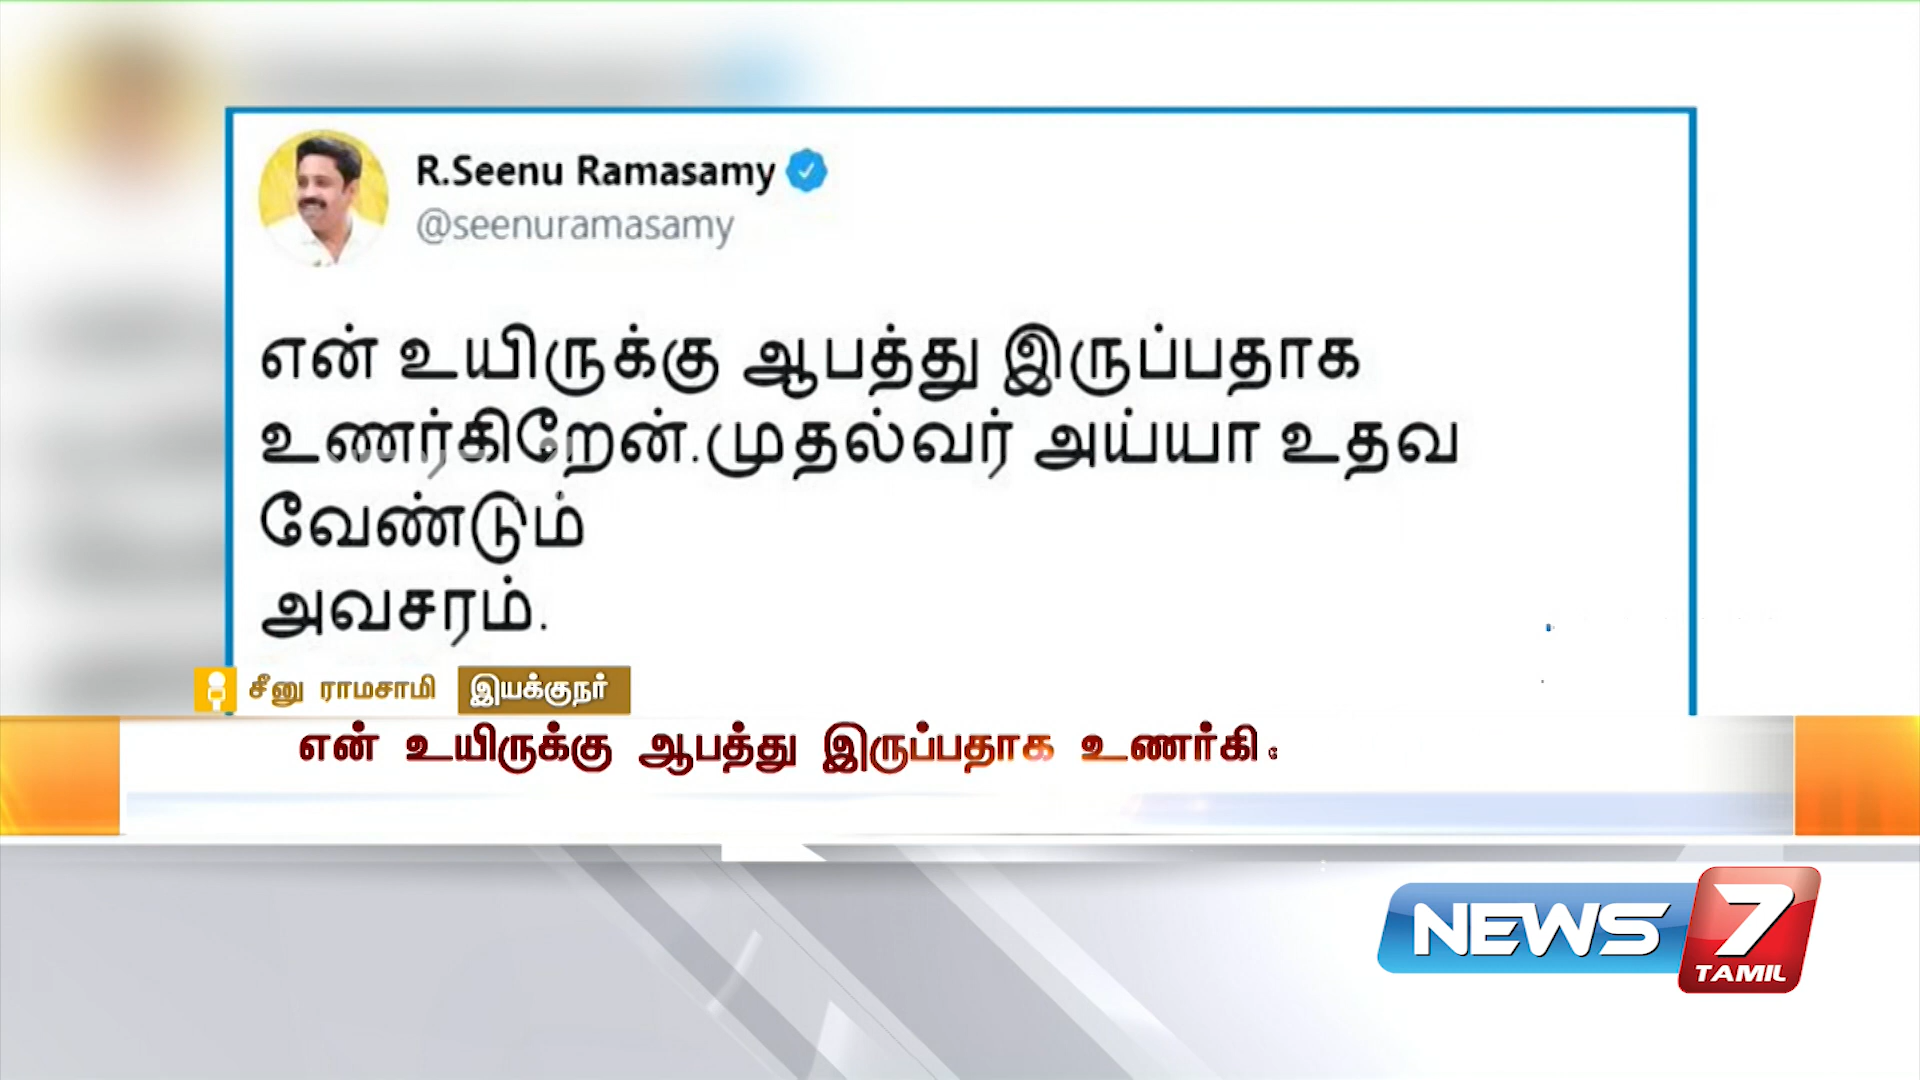 R.Seenu Ramasamy
@seenuramasamy
என் உயிருக்கு ஆபத்து இருப்பதாக
உணர்கிறேன்.முதல்வர் அய்யா உதவ
வேண்டும்
அவசரம்.
சீனு ராமசாமி இயக்குநர்
என் உயிருக்கு ஆபத்து இருப்பதாக உணர்கி
NEWS 7
TAMIL